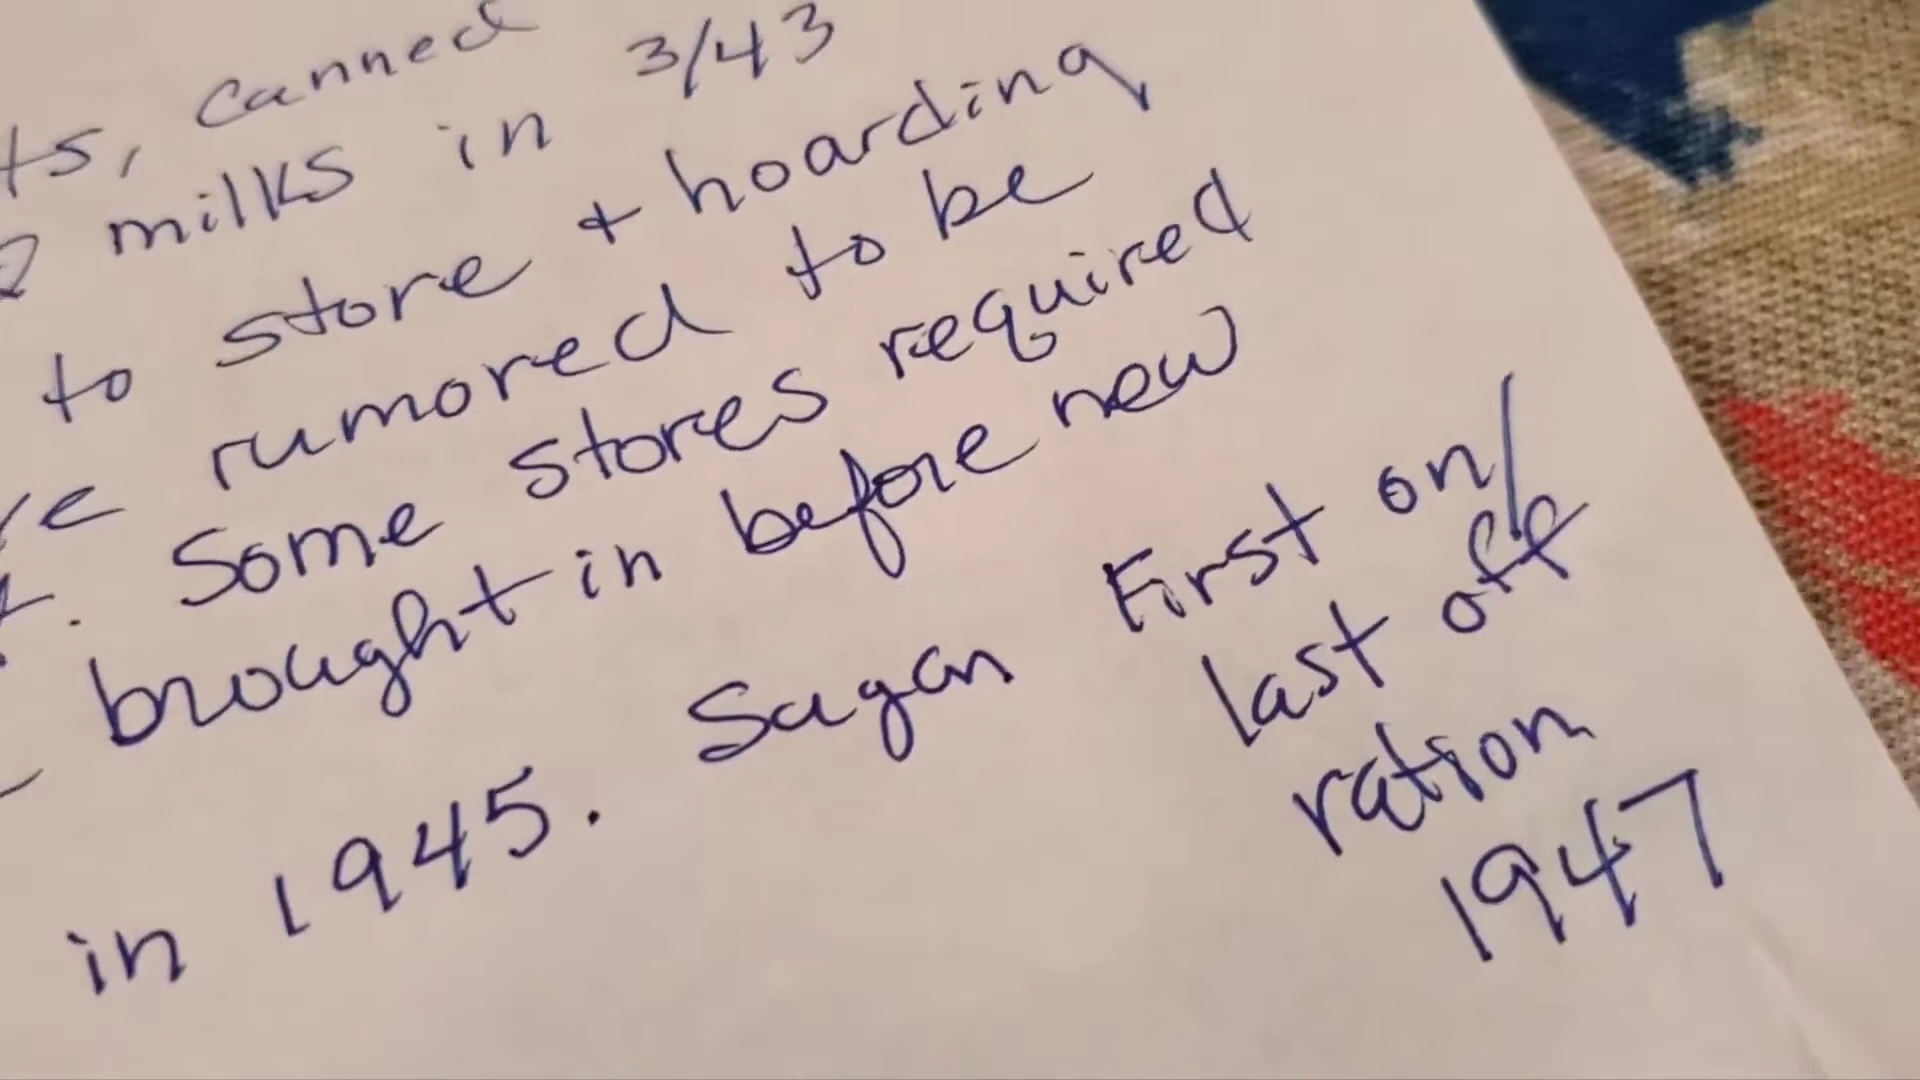 ts, canned
milks in 3/43
to store + hoarding
rumored to be
Some stores required
brought in before new
in 1945. Sugar First on/
last off
ration
1947